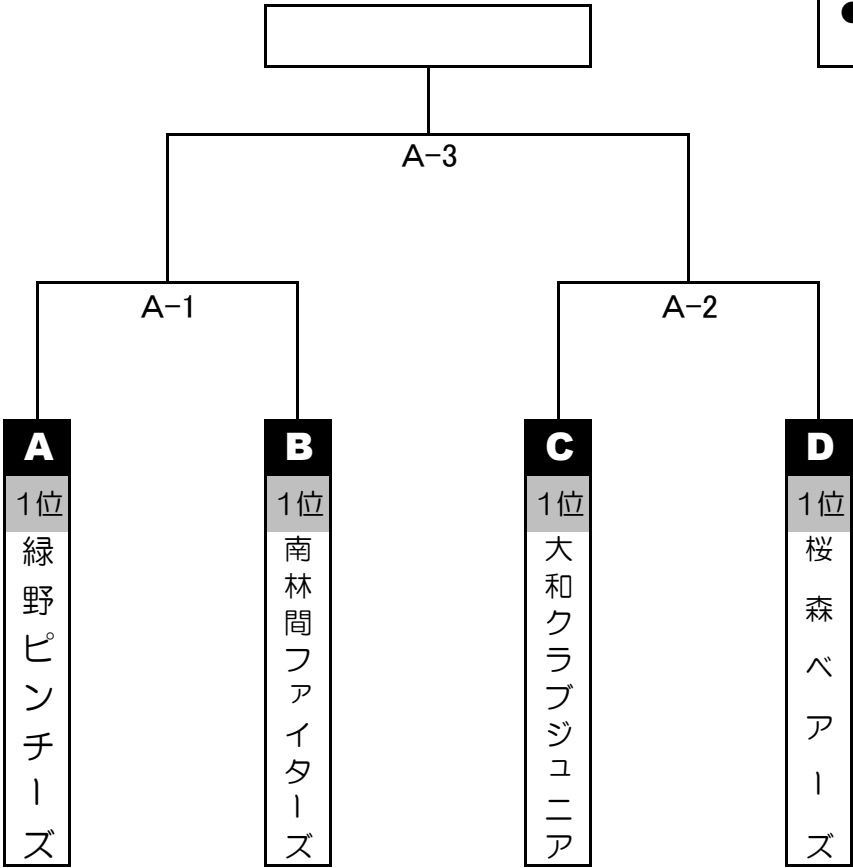 ●
A-3
A-1
A-2
A
B
C
D
1位
1位
1位
1位
緑野ピンチーズ
南林間ファイターズ
大和クラブジュニア
桜森ベアーズ